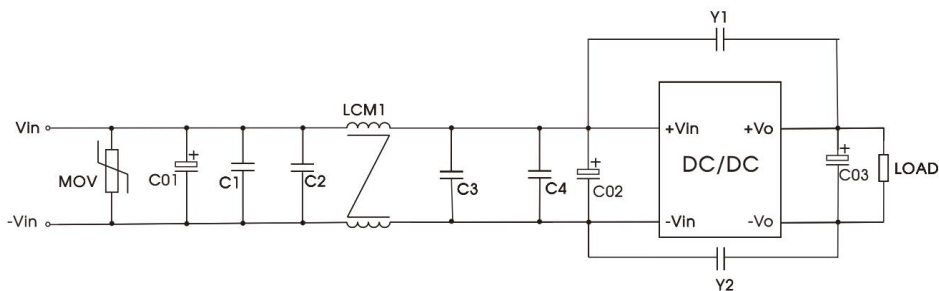 Y1
LCM1
Vin
+Vin
+Vo
DC/DC
MOV
+
C01
C1
C2
C3
C4
+
C02
+
C03
LOAD
-Vin
-Vin
-Vo
Y2